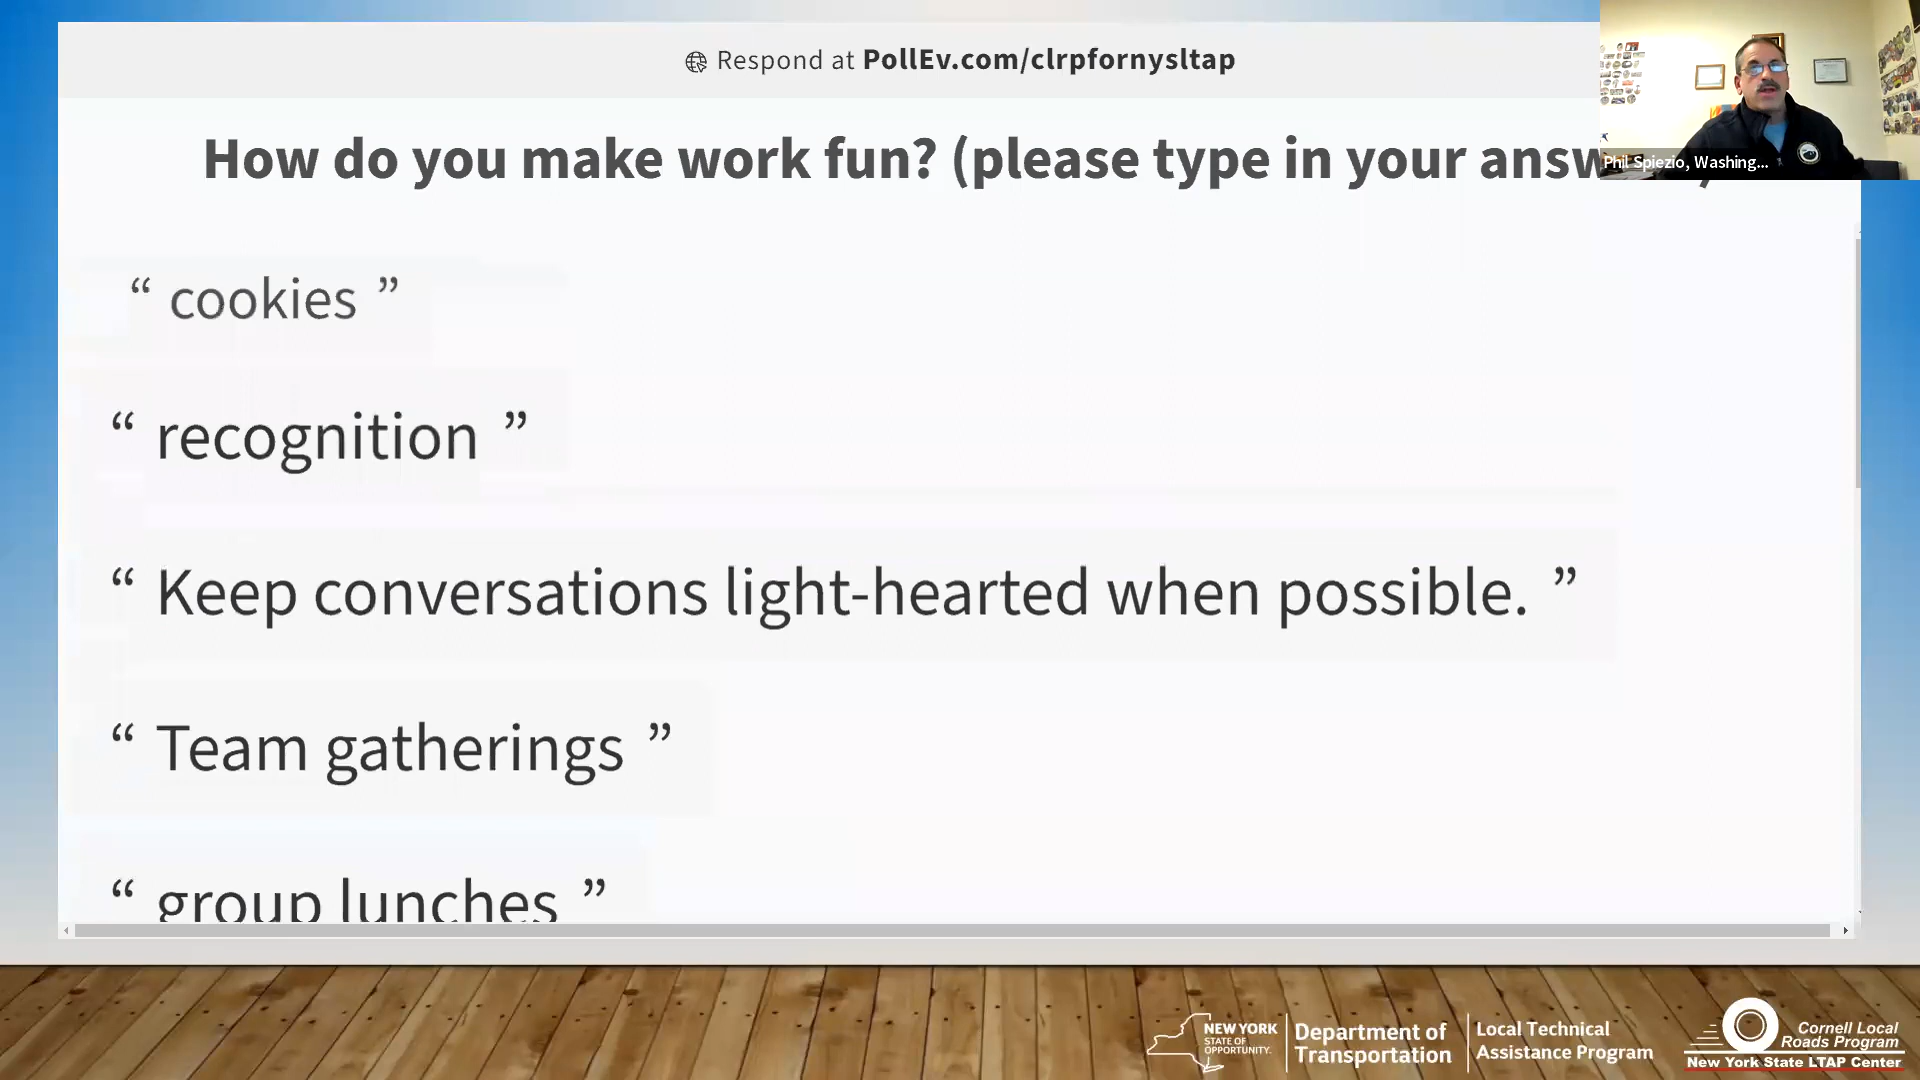 Respond at PollEv.com/clrpfornysltap
How do you make work fun? (please type in your
Phil Spiezio, Washing...
“ cookies ”
“ recognition ”
“ Keep conversations light-hearted when possible. ”
“ Team gatherings ”
“ group lunches ”
NEW YORK
STATE OF
OPPORTUNITY.
Department of
Transportation
Local Technical
Assistance Program
Cornell Local
Roads Program
New York State LTAP Center